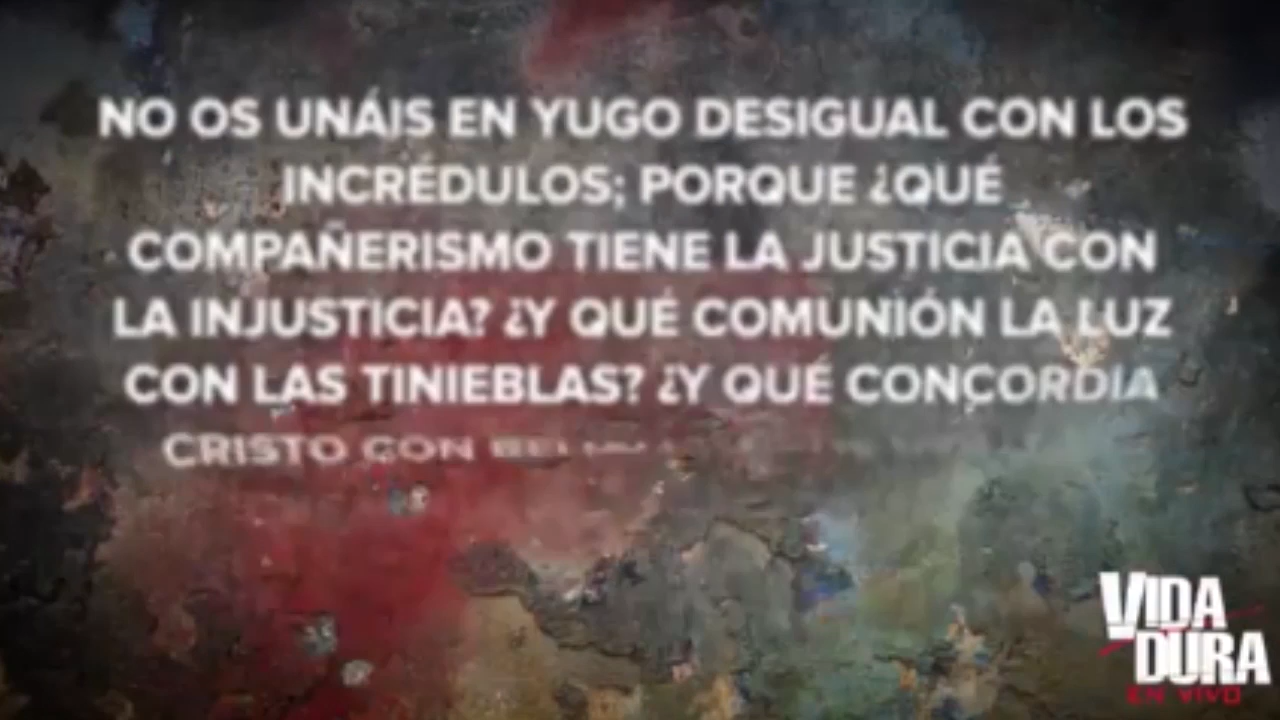 NO OS UNÁIS EN YUGO DESIGUAL CON LOS
INCRÉDULOS; PORQUE ¿QUÉ
COMPAÑERISMO TIENE LA JUSTICIA CON
LA INJUSTICIA? ¿Y QUÉ COMUNIÓN LA LUZ
CON LAS TINIEBLAS? ¿Y QUÉ CONCORDIA
CRISTO CON
VIDA
DURA
EN VIVO